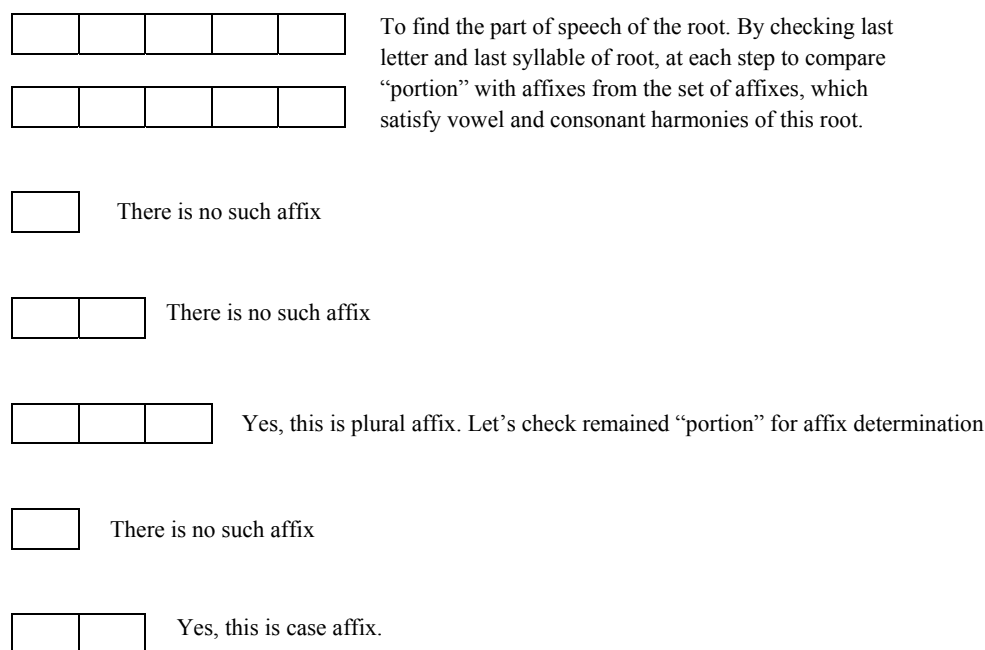 To find the part of speech of the root. By checking last
letter and last syllable of root, at each step to compare
“portion” with affixes from the set of affixes, which
satisfy vowel and consonant harmonies of this root.
There is no such affix
There is no such affix
Yes, this is plural affix. Let’s check remained “portion” for affix determination
There is no such affix
Yes, this is case affix.